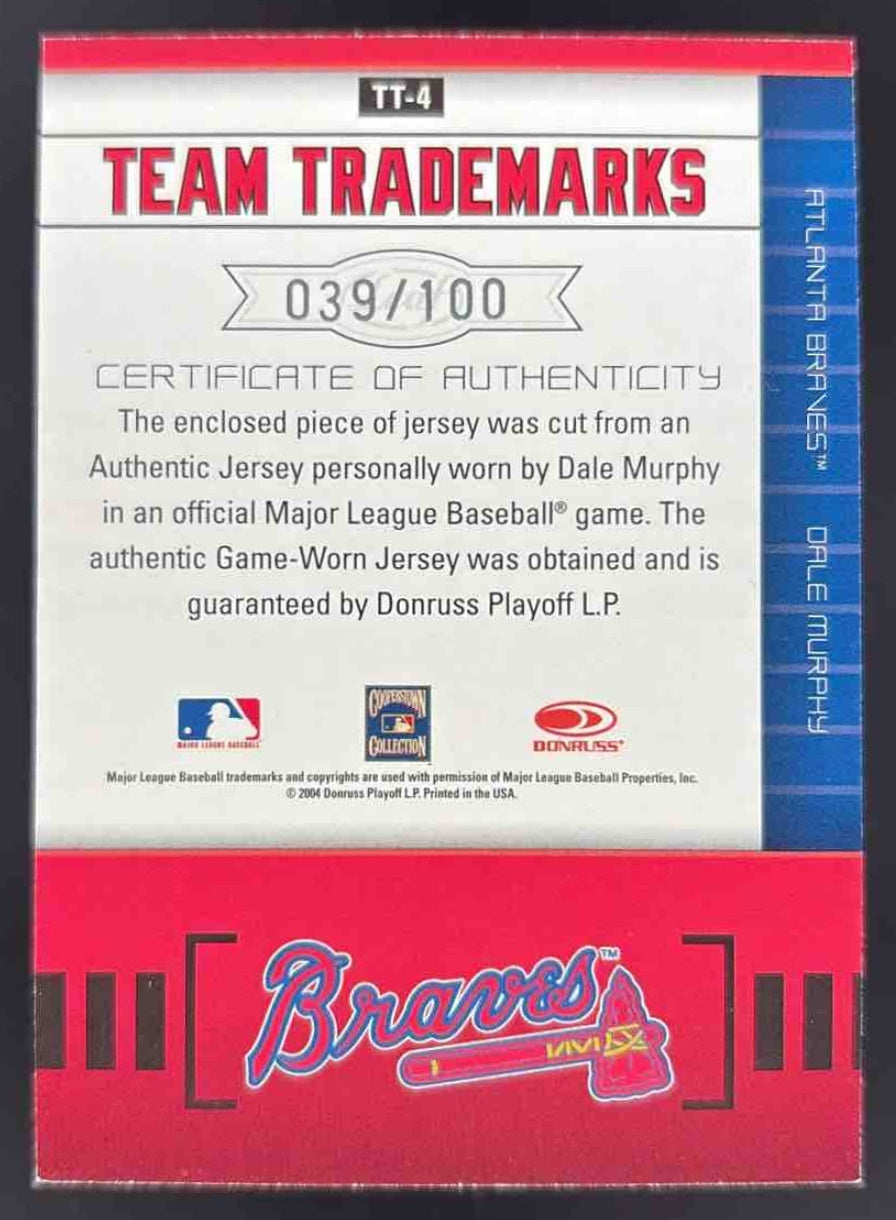 TT-4
TEAM TRADEMARKS
039/100
CERTIFICATE OF AUTHENTICITY
The enclosed piece of jersey was cut from an
Authentic Jersey personally worn by Dale Murphy
in an official Major League Baseball® game. The
authentic Game-Worn Jersey was obtained and is
guaranteed by Donruss Playoff L.P.
ATLANTA BRAVES™ DALE MURPHY
MAJOR LEAGUE BASEBALL
COOPERSTOWN
COLLECTION
DONRUSS
Major League Baseball trademarks and copyrights are used with permission of Major League Baseball Properties, Inc.
© 2004 Donruss Playoff L.P. Printed in the USA.
Braves™